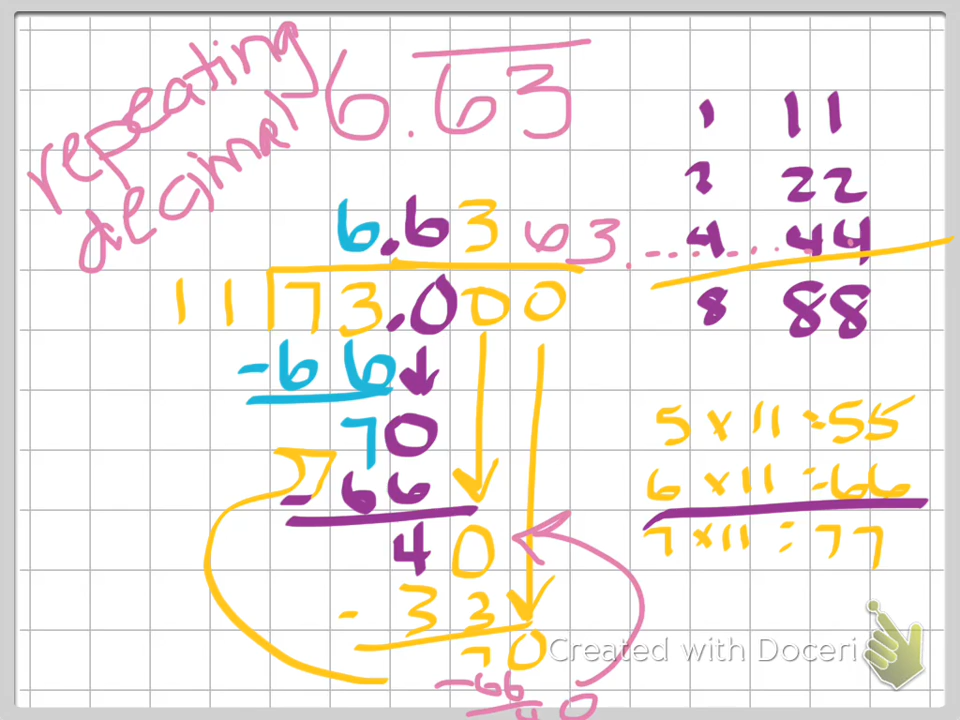 repeating
decimal
6.63
1 11
2 22
4 44
8 88
6.63 63. . . . . . . .
11 73.000
-66
70
-66
40
-33
70
-66
40
5 x 11 = 55
6 x 11 = 66
7 x 11 = 77
Created with Doceri